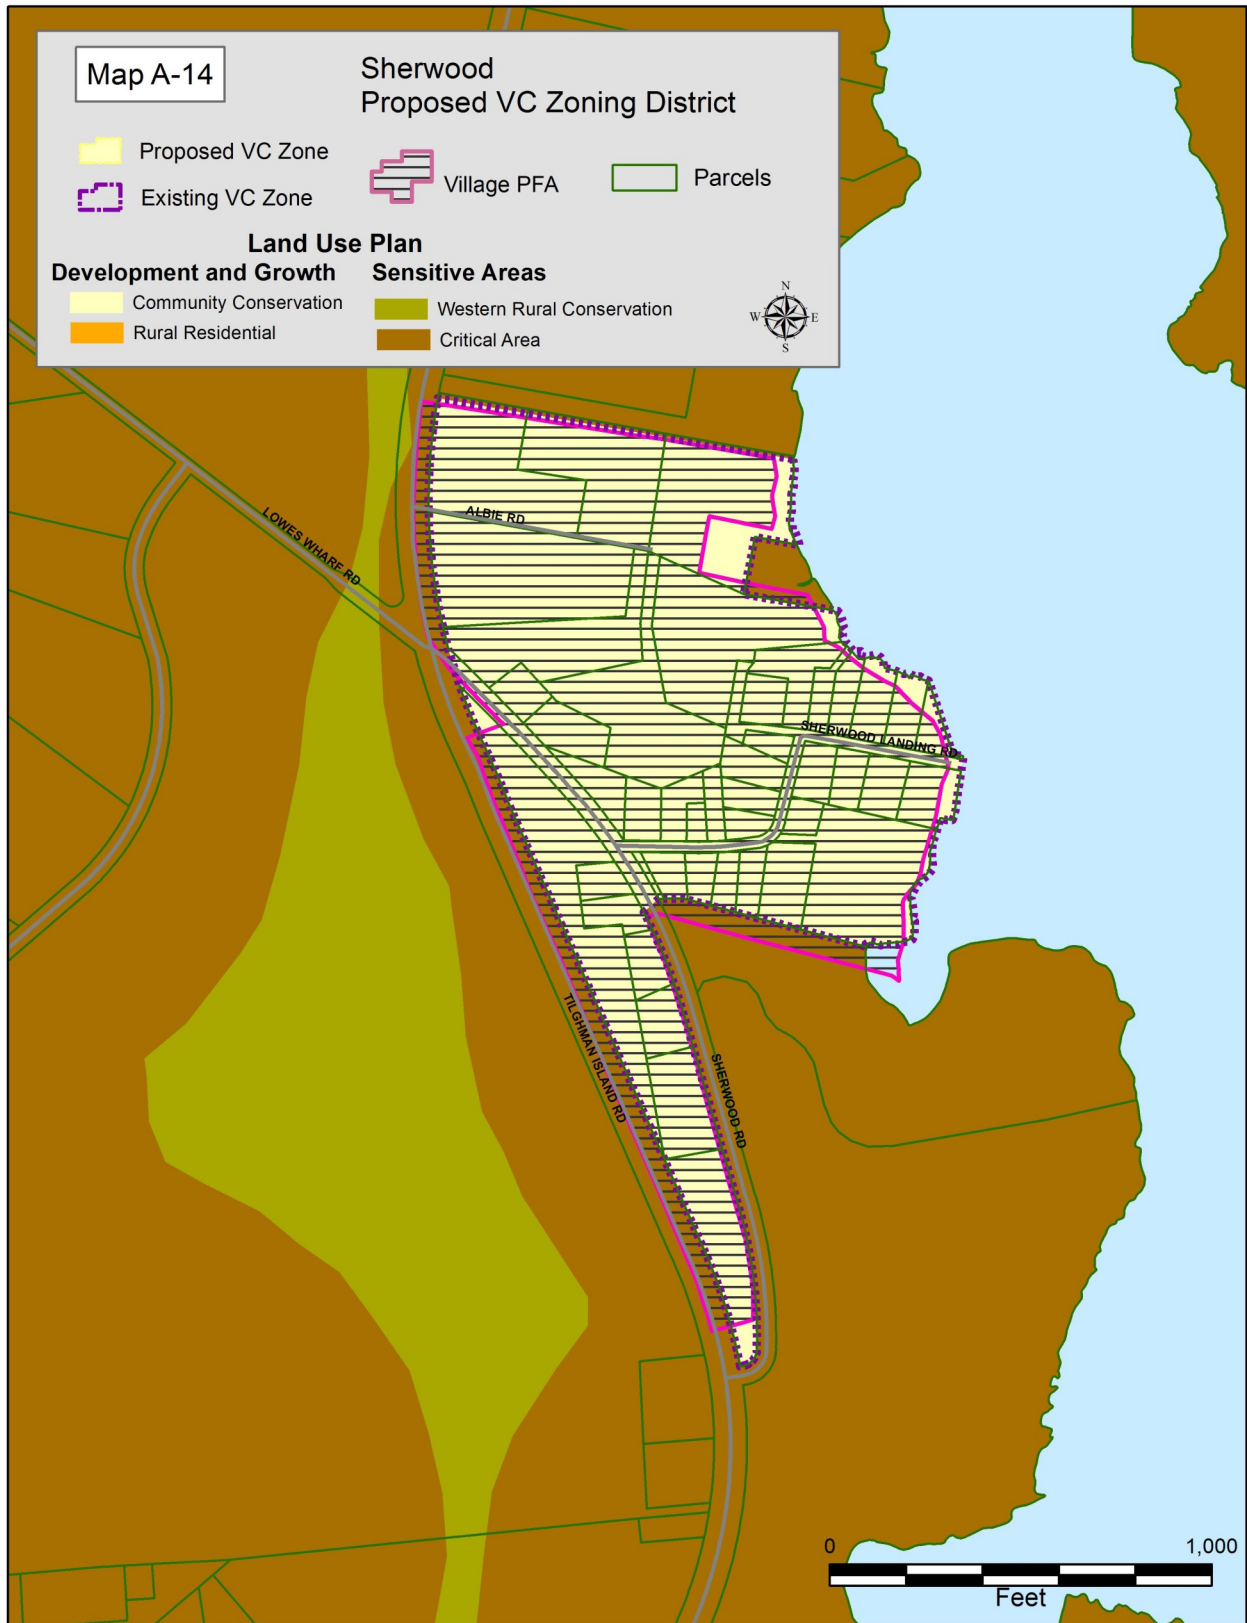 Map A-14
Sherwood
Proposed VC Zoning District
Proposed VC Zone
Existing VC Zone
Village PFA
Parcels
Land Use Plan
Development and Growth
Sensitive Areas
Community Conservation
Rural Residential
Western Rural Conservation
Critical Area
N
W
E
S
LOWES WHARF RD
ALBIE RD
SHERWOOD LANDING RD
TILGHMAN ISLAND RD
SHERWOOD RD
0
1,000
Feet